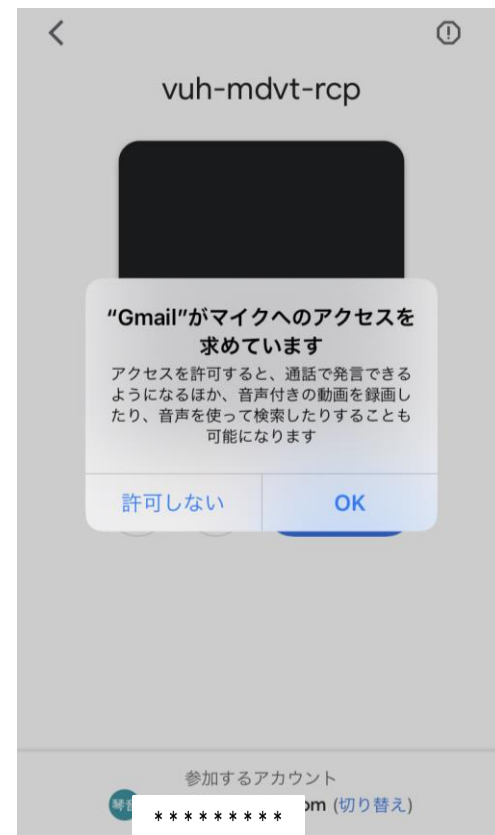 vuh-mdvt-rcp
"Gmail"がマイクへのアクセスを
求めています
アクセスを許可すると、通話で発言できる
ようになるほか、音声付きの動画を録画し
たり、音声を使って検索したりすることも
可能になります
許可しない
OK
参加するアカウント
********* om (切り替え)